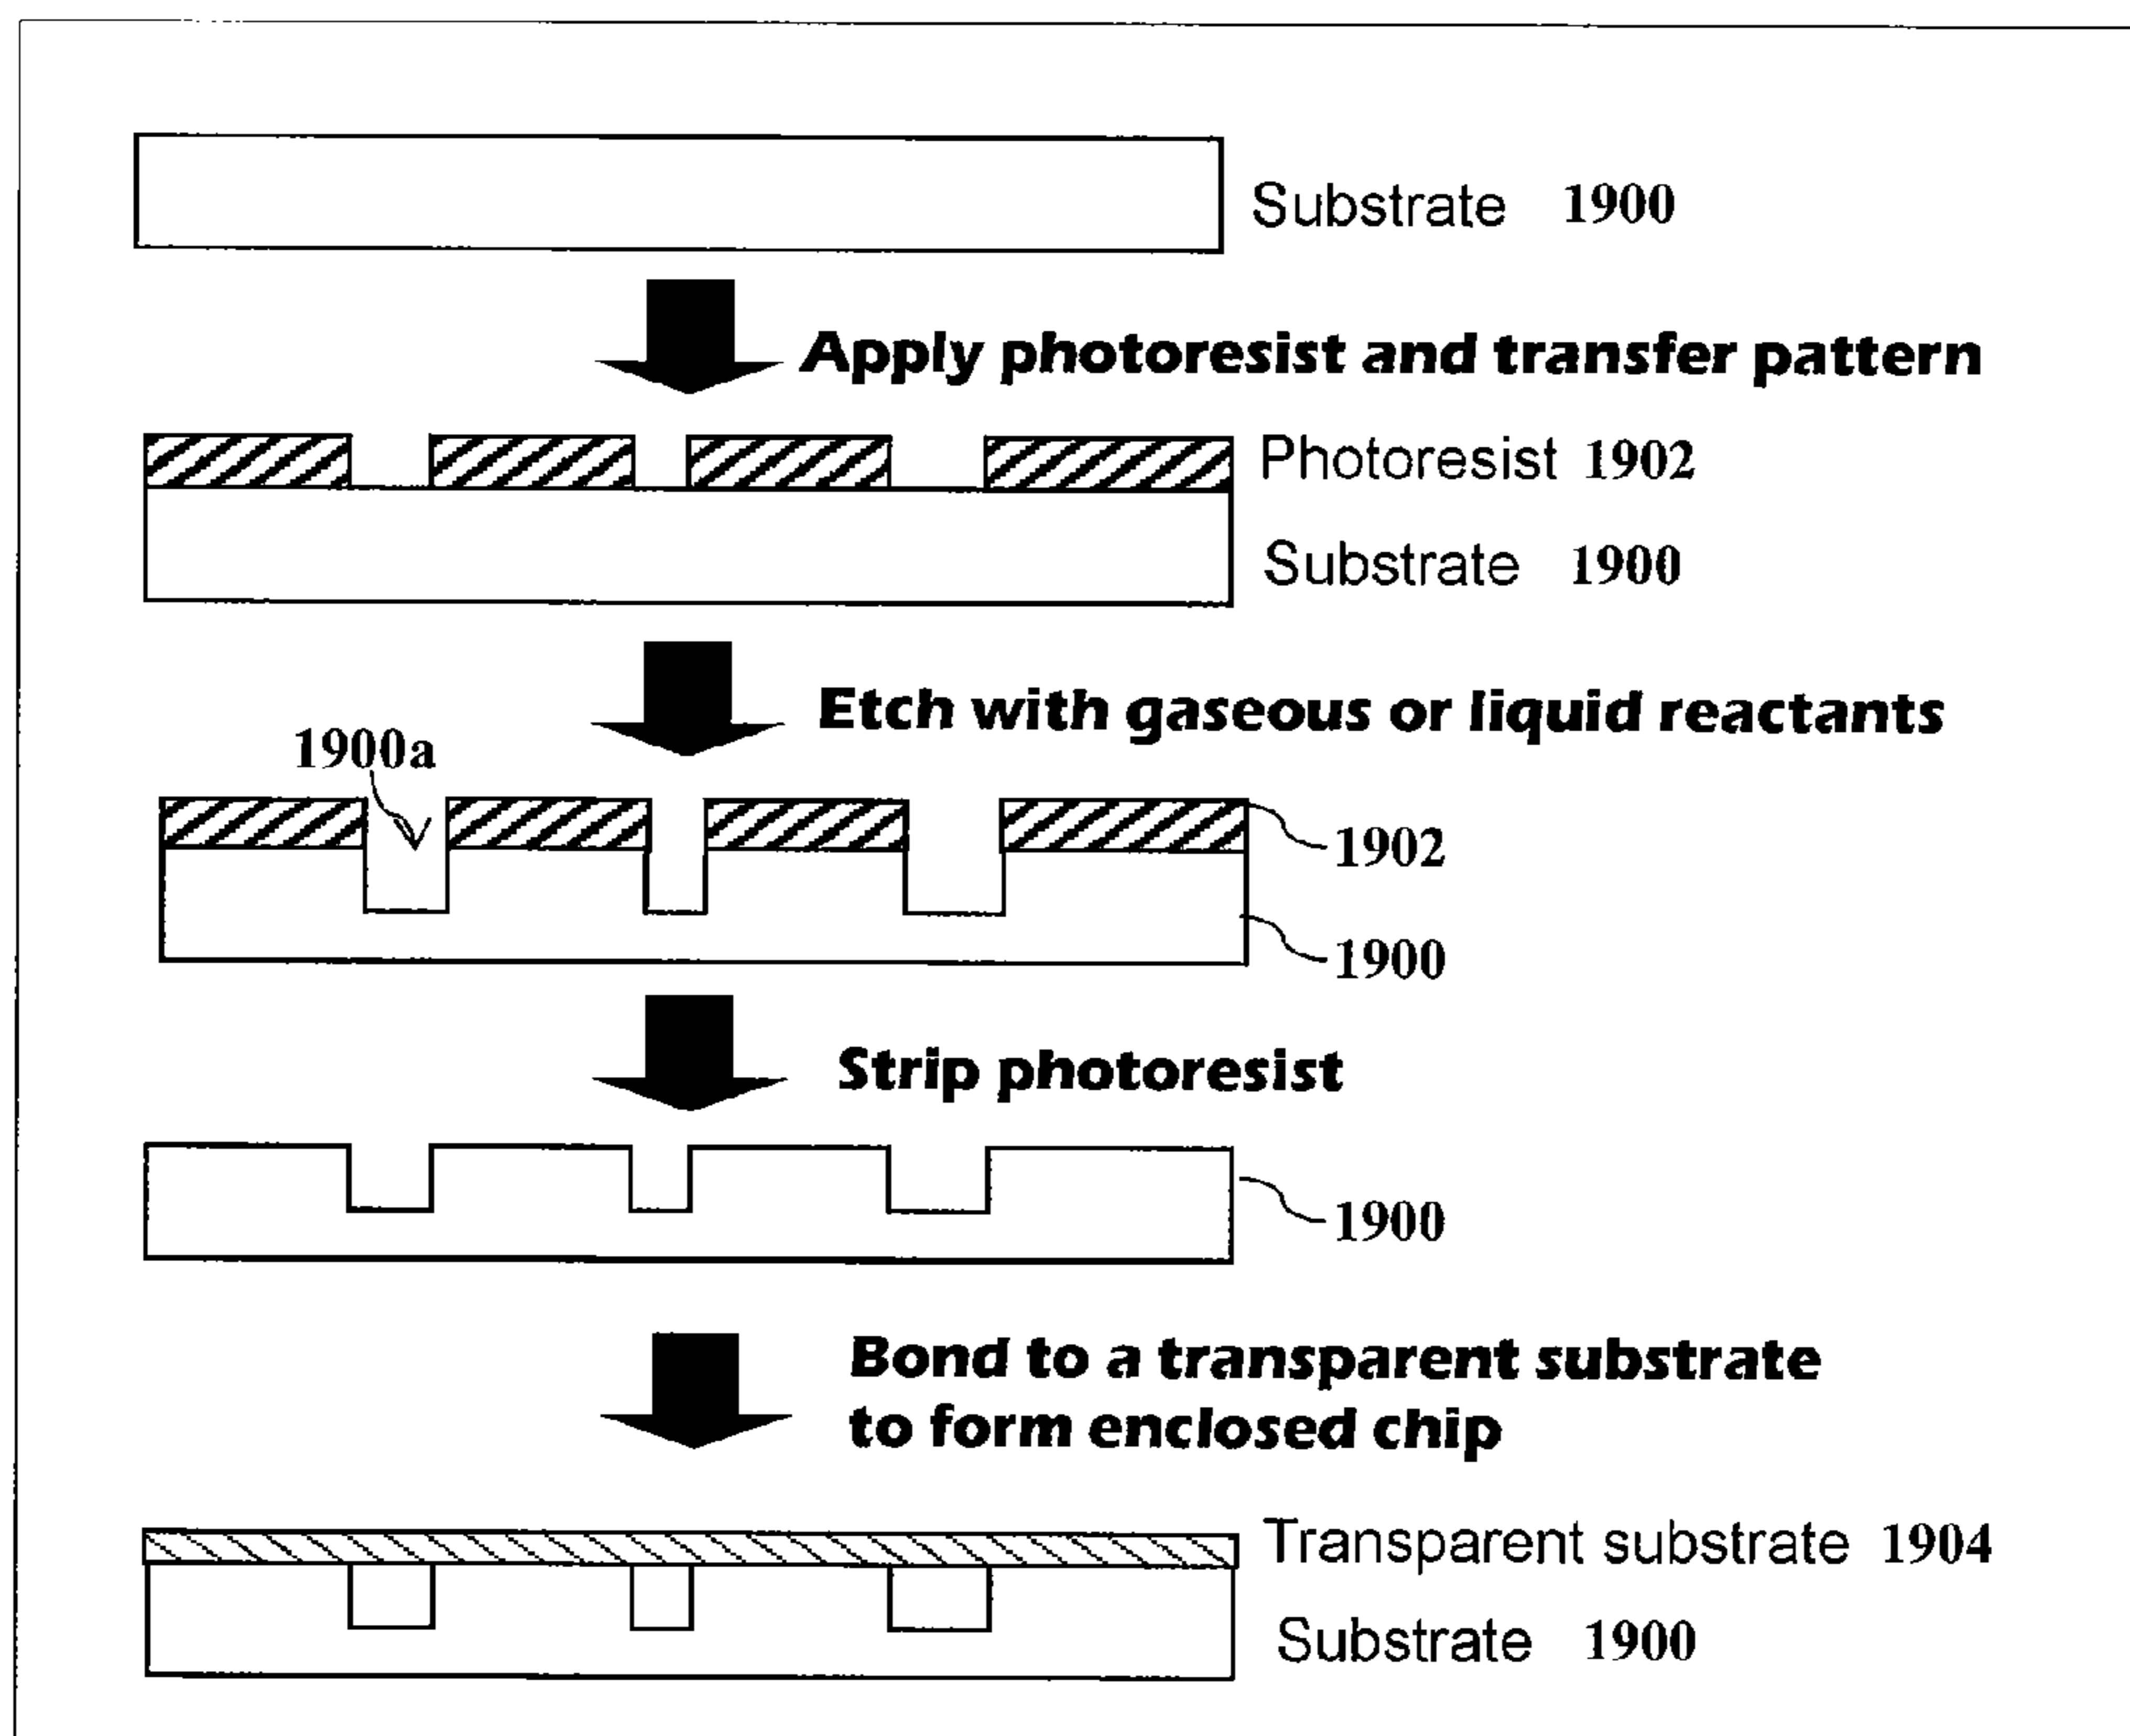 Substrate 1900
Apply photoresist and transfer pattern
Photoresist 1902
Substrate 1900
Etch with gaseous or liquid reactants
1900a
1902
1900
Strip photoresist
1900
Bond to a transparent substrate
to form enclosed chip
Transparent substrate 1904
Substrate 1900